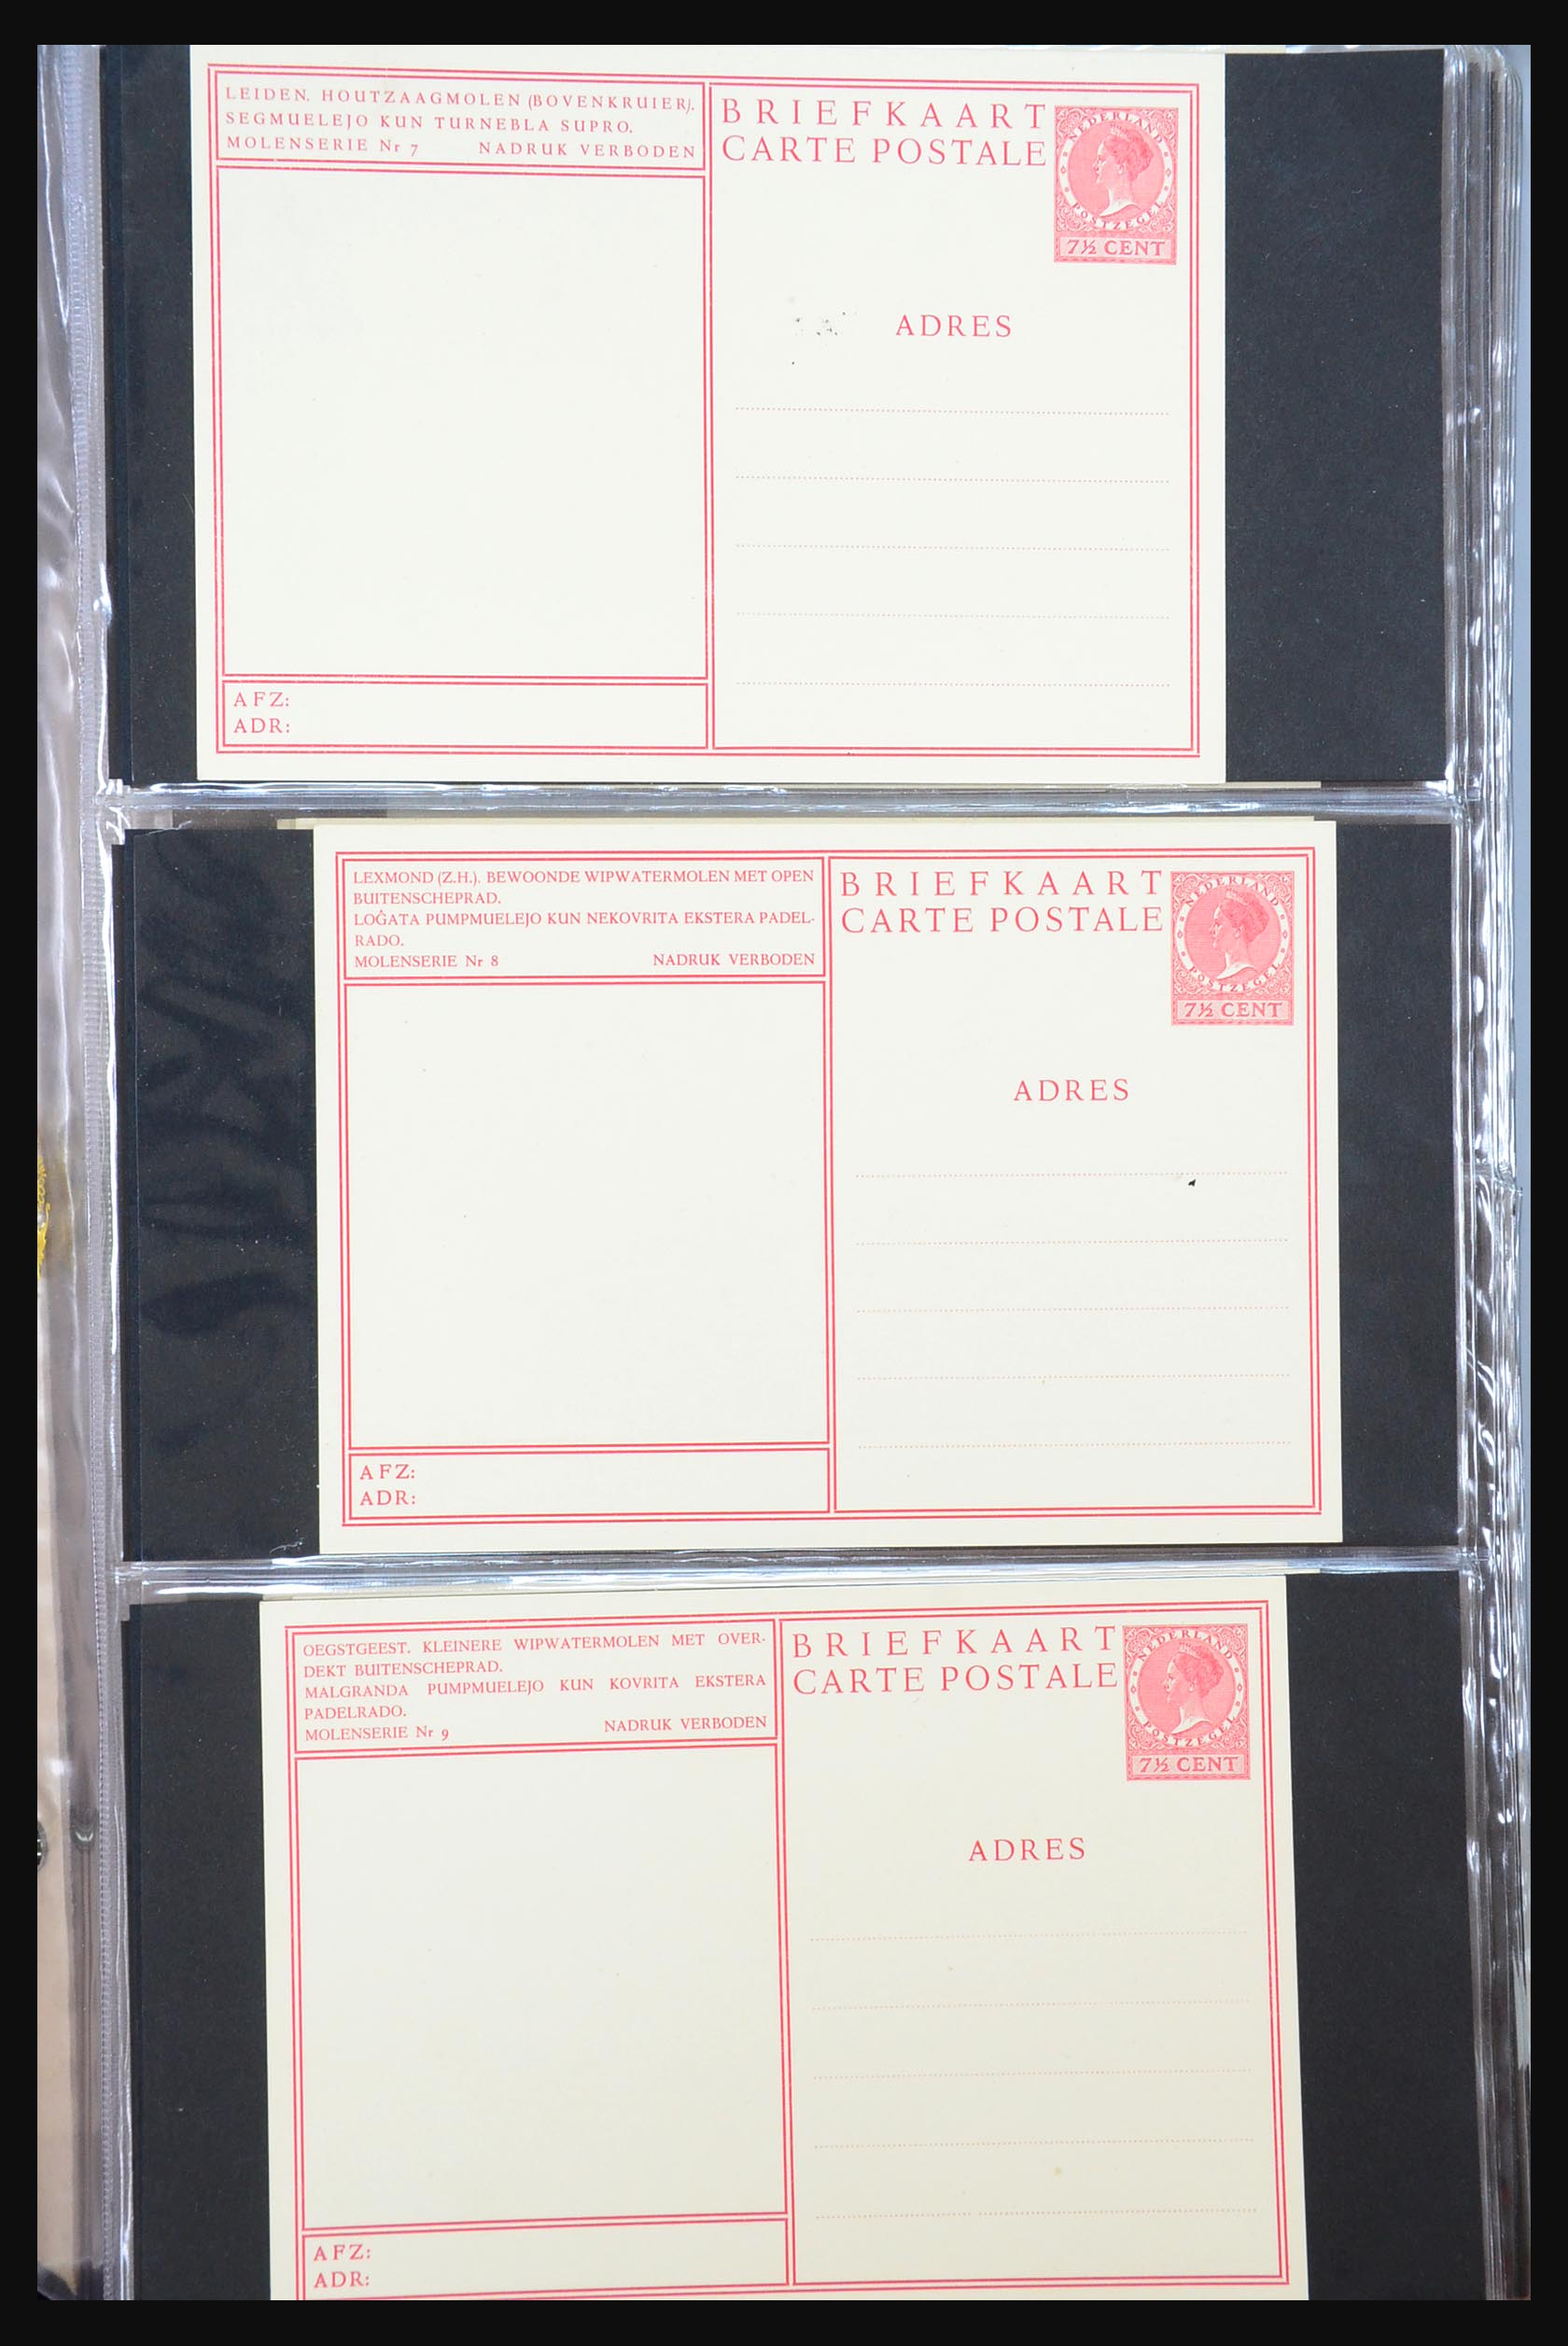 LEIDEN. HOUTZAAGMOLEN (BOVENKRUIER).
SEGMUELEJO KUN TURNEBLA SUPRO.
MOLENSERIE Nr 7 NADRUK VERBODEN
BRIEFKAART
CARTE POSTALE
NEDERLAND
POSTZEGEL
7½ CENT
ADRES
AFZ:
ADR:
LEXMOND (Z.H.). BEWOONDE WIPWATERMOLEN MET OPEN
BUITENSCHEPRAD.
LOĜATA PUMPMUELEJO KUN NEKOVRITA EKSTERA PADEL-
RADO.
MOLENSERIE Nr 8 NADRUK VERBODEN
BRIEFKAART
CARTE POSTALE
NEDERLAND
POSTZEGEL
7½ CENT
ADRES
AFZ:
ADR:
OEGSTGEEST. KLEINERE WIPWATERMOLEN MET OVER-
DEKT BUITENSCHEPRAD.
MALGRANDA PUMPMUELEJO KUN KOVRITA EKSTERA
PADELRADO.
MOLENSERIE Nr 9 NADRUK VERBODEN
BRIEFKAART
CARTE POSTALE
NEDERLAND
POSTZEGEL
7½ CENT
ADRES
AFZ:
ADR: